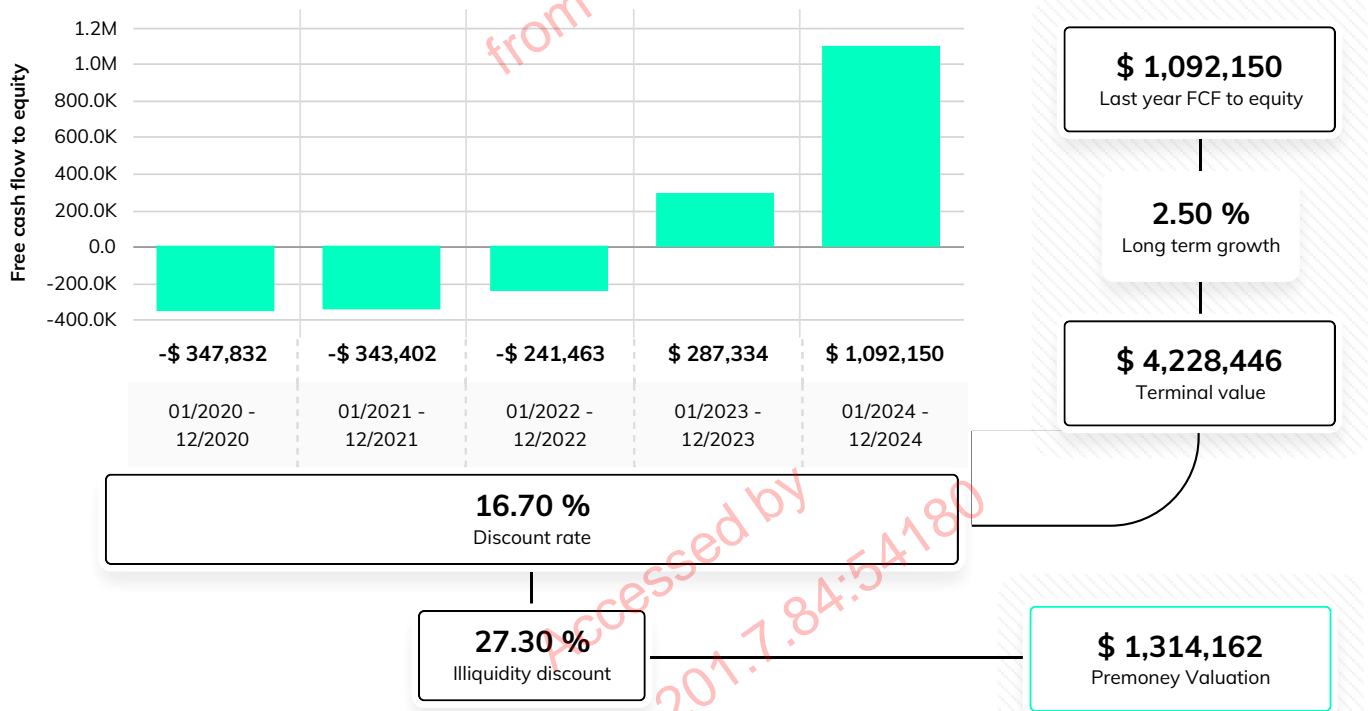 from
Free cash flow to equity
1.2M
1.0M
800.0K
600.0K
400.0K
200.0K
0.0
-200.0K
-400.0K
-$ 347,832
-$ 343,402
-$ 241,463
$ 287,334
$ 1,092,150
01/2020 -
12/2020
01/2021 -
12/2021
01/2022 -
12/2022
01/2023 -
12/2023
01/2024 -
12/2024
$ 1,092,150
Last year FCF to equity
2.50 %
Long term growth
$ 4,228,446
Terminal value
16.70 %
Discount rate
27.30 %
Illiquidity discount
$ 1,314,162
Premoney Valuation
Accessed by
201.7.84:54180